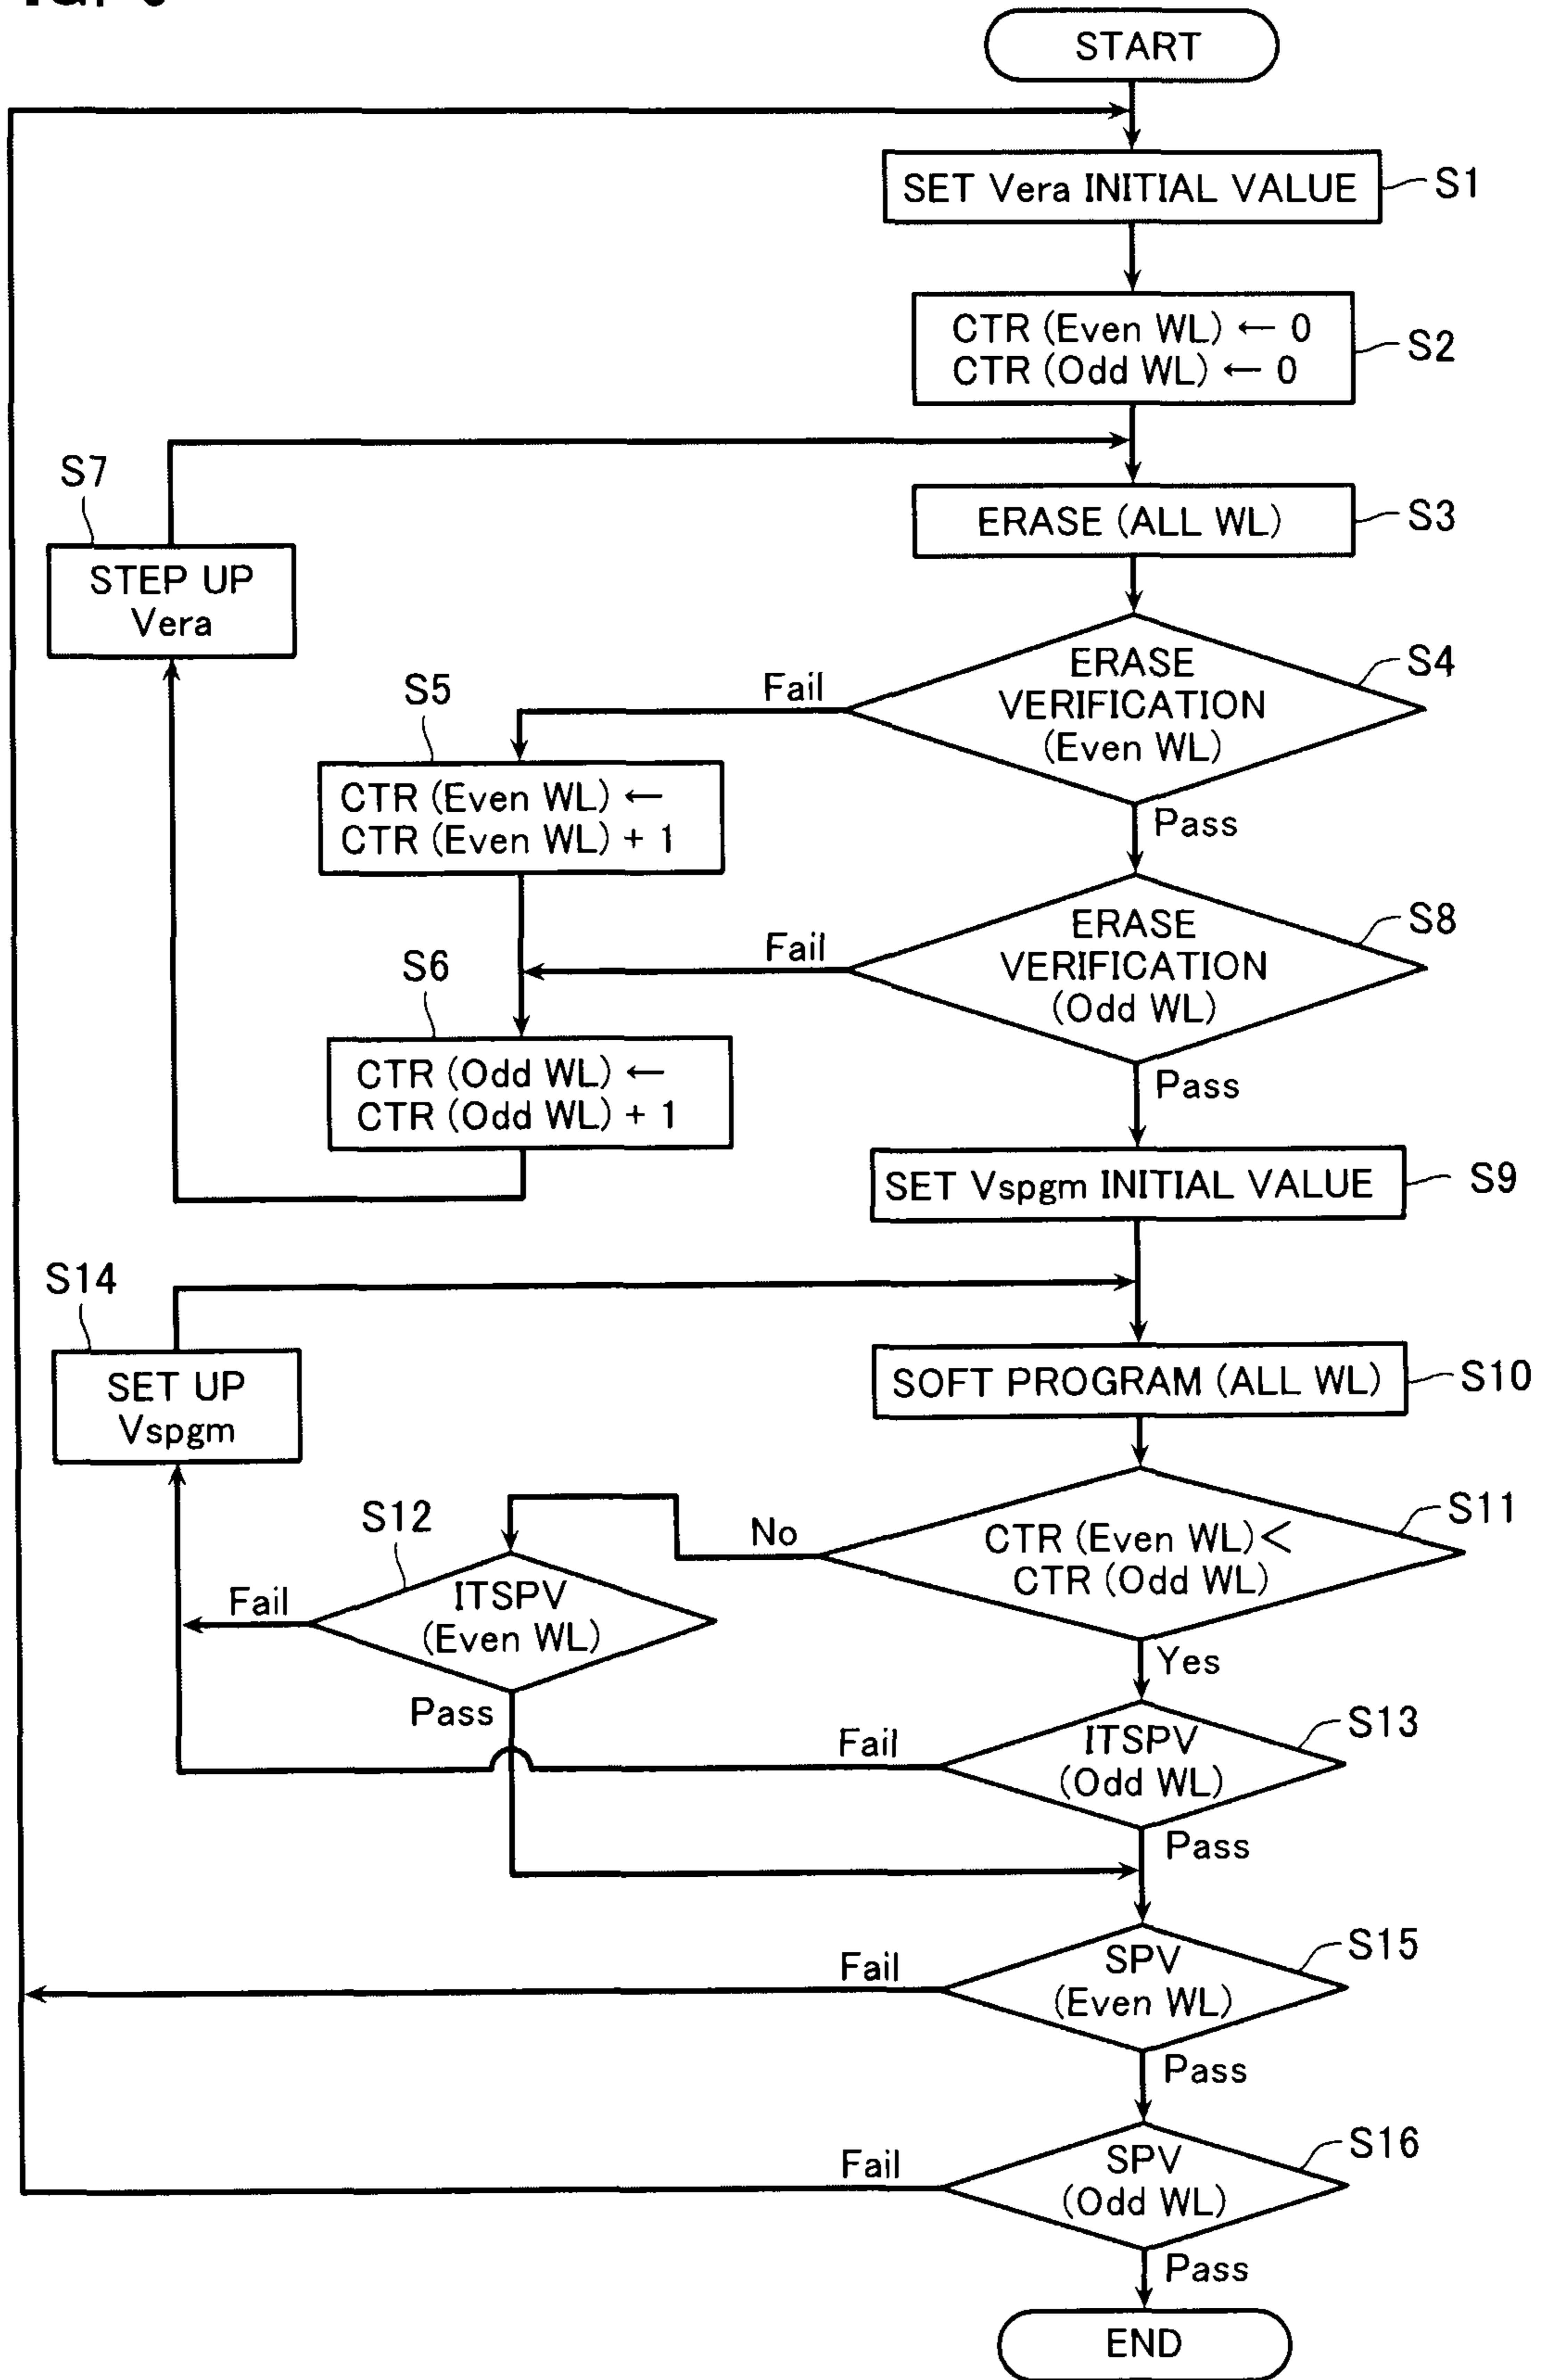 START
SET Vera INITIAL VALUE
S1
CTR (Even WL) ← 0
CTR (Odd WL) ← 0
S2
S7
STEP UP
Vera
ERASE (ALL WL)
S3
ERASE
VERIFICATION
(Even WL)
S4
Fail
S5
CTR (Even WL) ←
CTR (Even WL) + 1
Pass
ERASE
VERIFICATION
(Odd WL)
S8
Fail
S6
CTR (Odd WL) ←
CTR (Odd WL) + 1
Pass
SET Vspgm INITIAL VALUE
S9
S14
SET UP
Vspgm
SOFT PROGRAM (ALL WL)
S10
CTR (Even WL) <
CTR (Odd WL)
S11
No
S12
ITSPV
(Even WL)
Fail
Yes
Pass
ITSPV
(Odd WL)
S13
Fail
Pass
SPV
(Even WL)
S15
Fail
Pass
SPV
(Odd WL)
S16
Fail
Pass
END